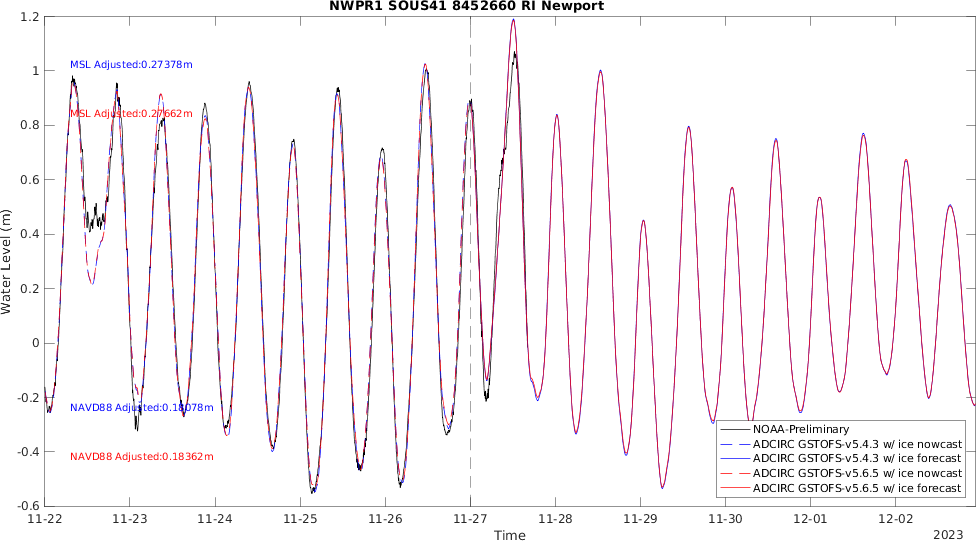 NWPR1 SOUS41 8452660 RI Newport
1.2
1
0.8
0.6
0.4
0.2
0
-0.2
-0.4
-0.6
Water Level (m)
MSL Adjusted:0.27378m
MSL Adjusted:0.27662m
NAVD88 Adjusted:0.18078m
NAVD88 Adjusted:0.18362m
NOAA-Preliminary
ADCIRC GSTOFS-v5.4.3 w/ ice nowcast
ADCIRC GSTOFS-v5.4.3 w/ ice forecast
ADCIRC GSTOFS-v5.6.5 w/ ice nowcast
ADCIRC GSTOFS-v5.6.5 w/ ice forecast
11-22 11-23 11-24 11-25 11-26 11-27 11-28 11-29 11-30 12-01 12-02
Time
2023